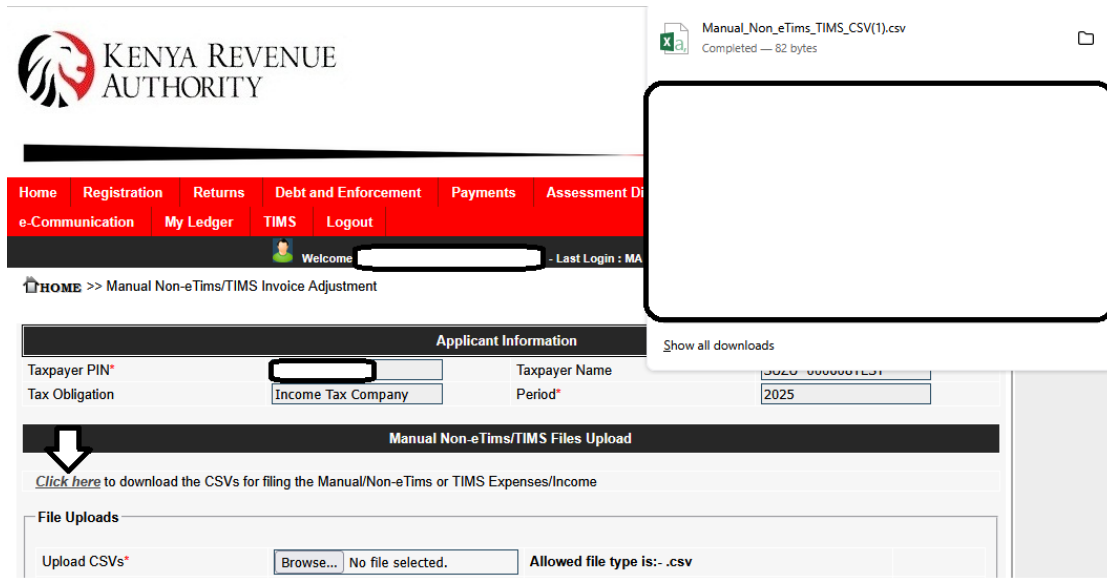 KENYA REVENUE
AUTHORITY
Manual_Non_eTims_TIMS_CSV(1).csv
Completed — 82 bytes
Show all downloads
Home Registration Returns Debt and Enforcement Payments Assessment Di
e-Communication My Ledger TIMS Logout
Welcome - Last Login : MA
HOME >> Manual Non-eTims/TIMS Invoice Adjustment
Applicant Information
Taxpayer PIN* Taxpayer Name
Tax Obligation Income Tax Company Period* 2025
Manual Non-eTims/TIMS Files Upload
Click here to download the CSVs for filing the Manual/Non-eTims or TIMS Expenses/Income
File Uploads
Upload CSVs* Browse... No file selected. Allowed file type is:- .csv